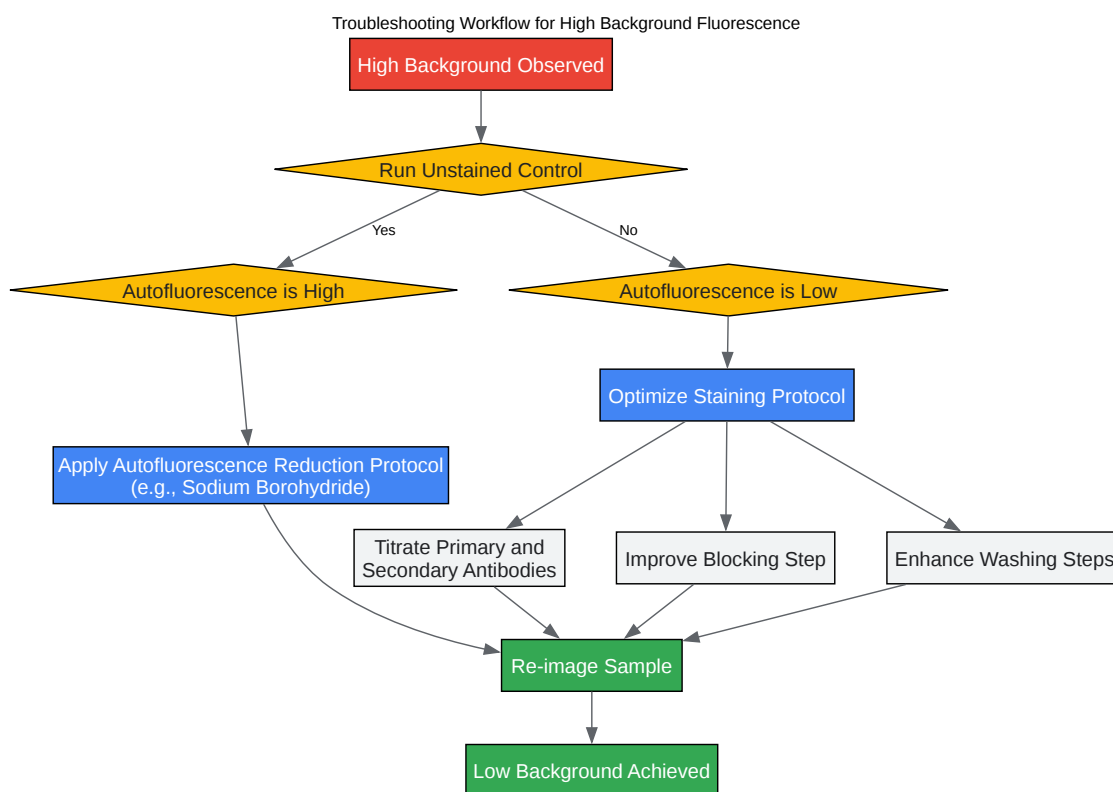 Troubleshooting Workflow for High Background Fluorescence
High Background Observed
Run Unstained Control
Yes
No
Autofluorescence is High
Autofluorescence is Low
Optimize Staining Protocol
Apply Autofluorescence Reduction Protocol
(e.g., Sodium Borohydride)
Titrate Primary and
Secondary Antibodies
Improve Blocking Step
Enhance Washing Steps
Re-image Sample
Low Background Achieved